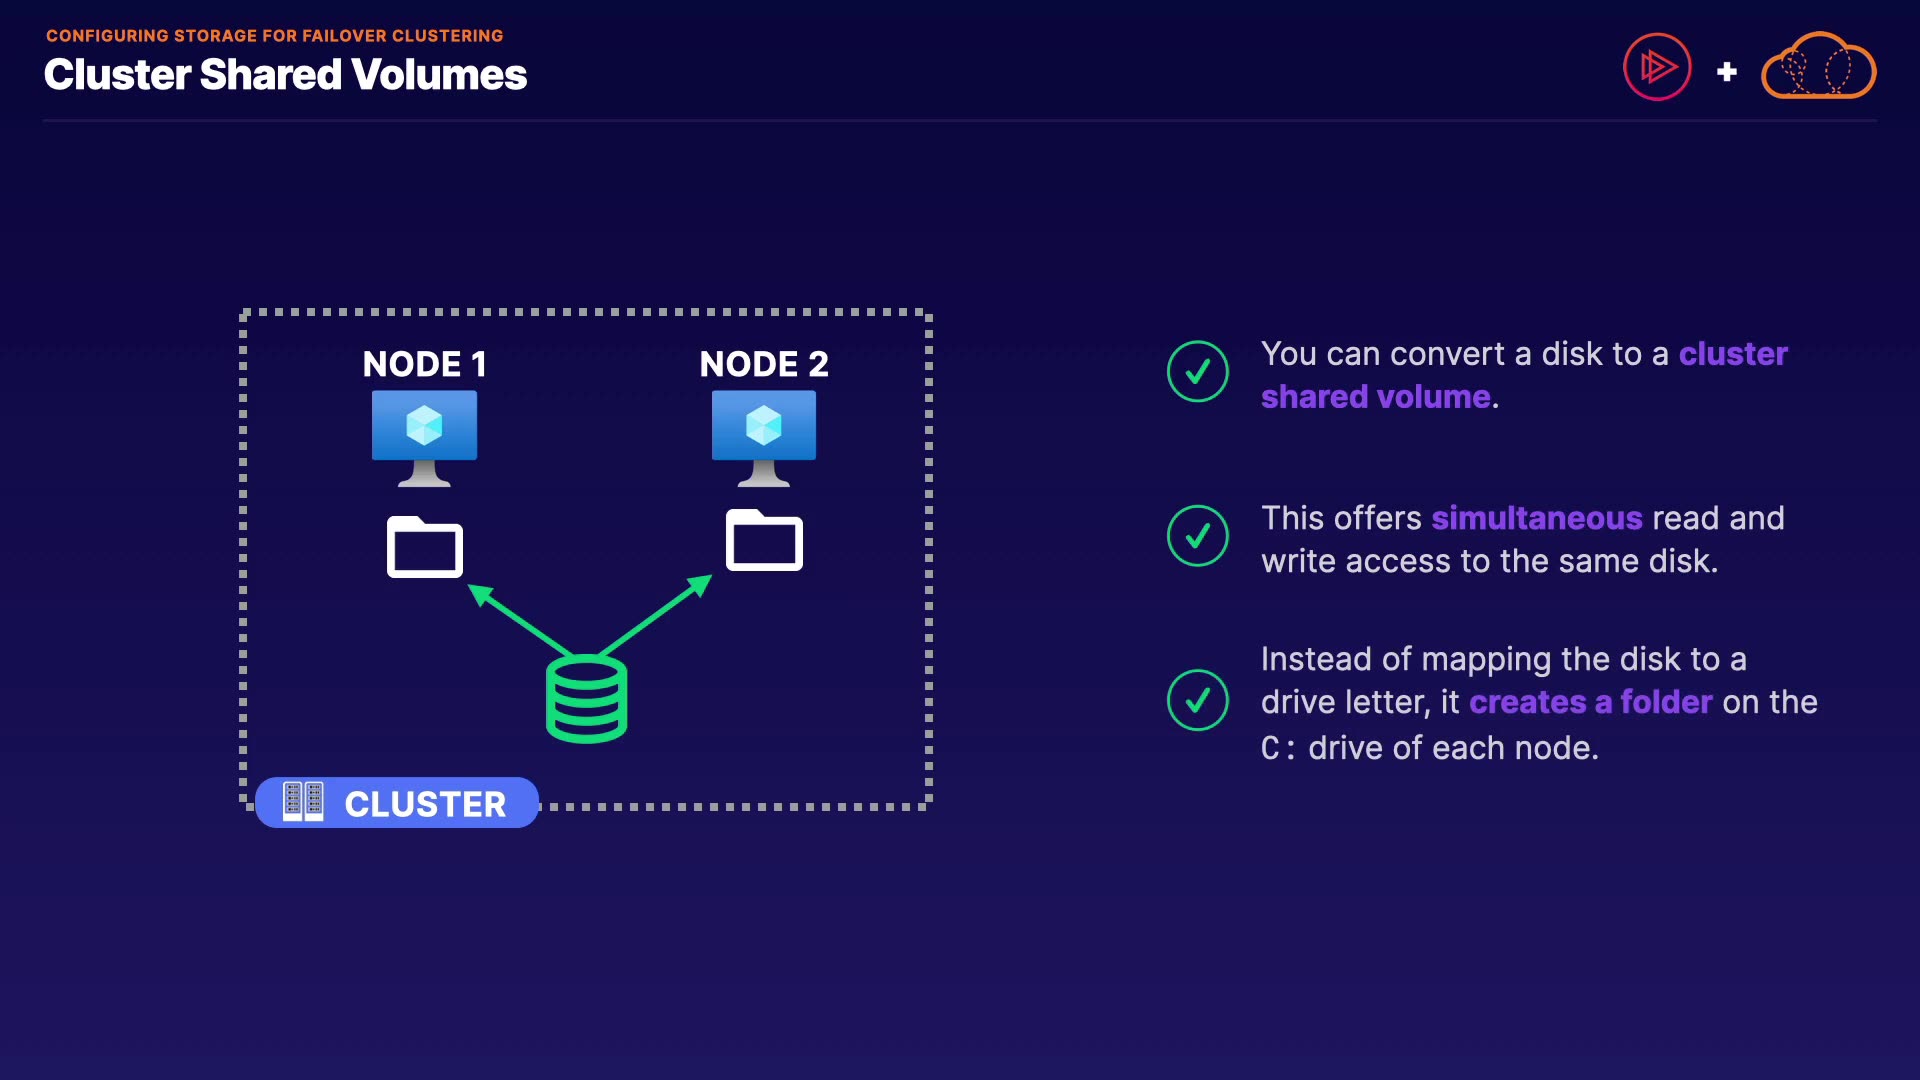 CONFIGURING STORAGE FOR FAILOVER CLUSTERING
Cluster Shared Volumes
NODE 1
NODE 2
CLUSTER
You can convert a disk to a cluster
shared volume.
This offers simultaneous read and
write access to the same disk.
Instead of mapping the disk to a
drive letter, it creates a folder on the
C: drive of each node.